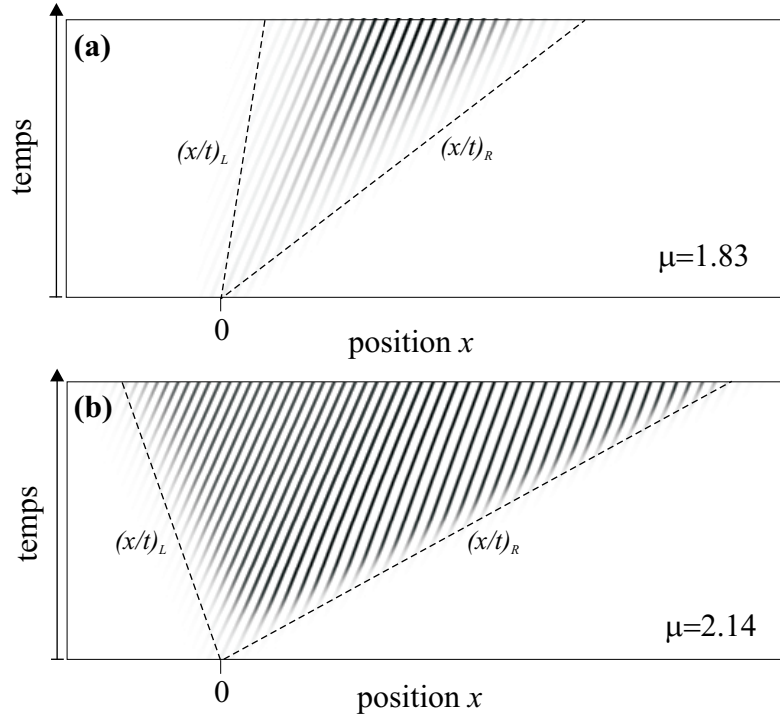 (a)
temps
(x/t)L
(x/t)R
μ=1.83
0
position x
(b)
temps
(x/t)L
(x/t)R
μ=2.14
0
position x